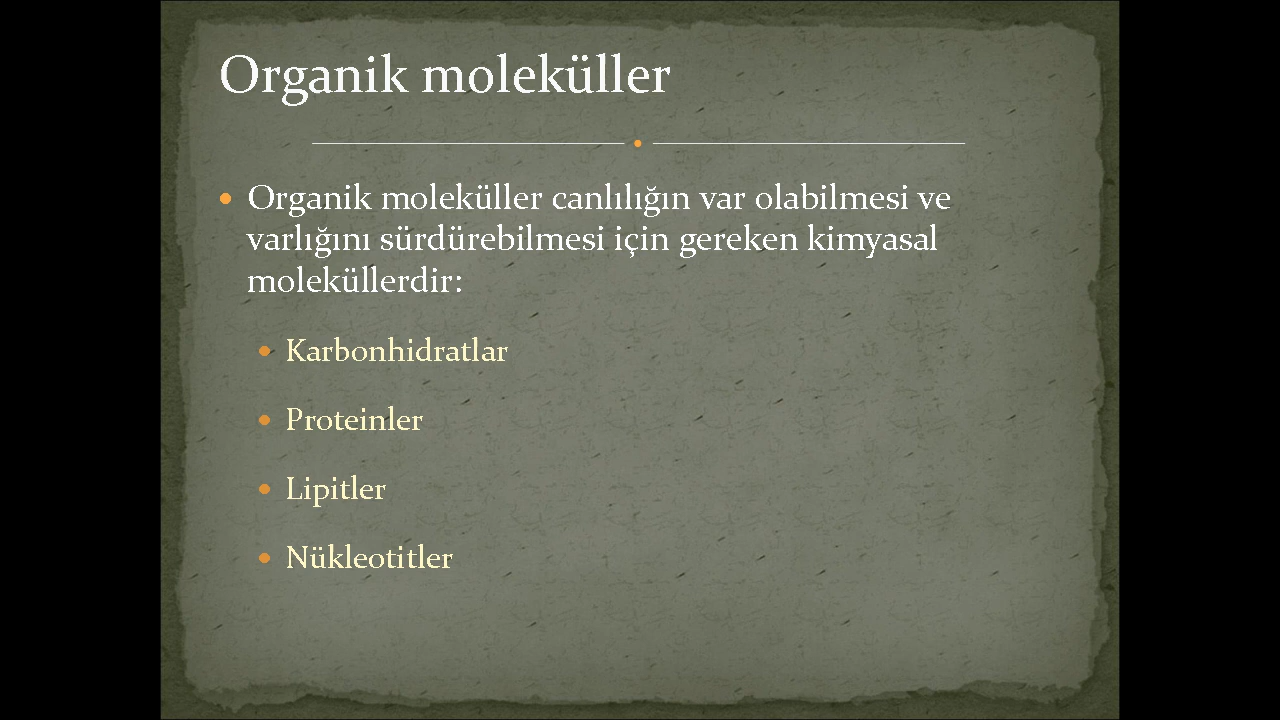 Organik moleküller
Organik moleküller canlılığın var olabilmesi ve
varlığını sürdürebilmesi için gereken kimyasal
moleküllerdir:
Karbonhidratlar
Proteinler
Lipitler
Nükleotitler